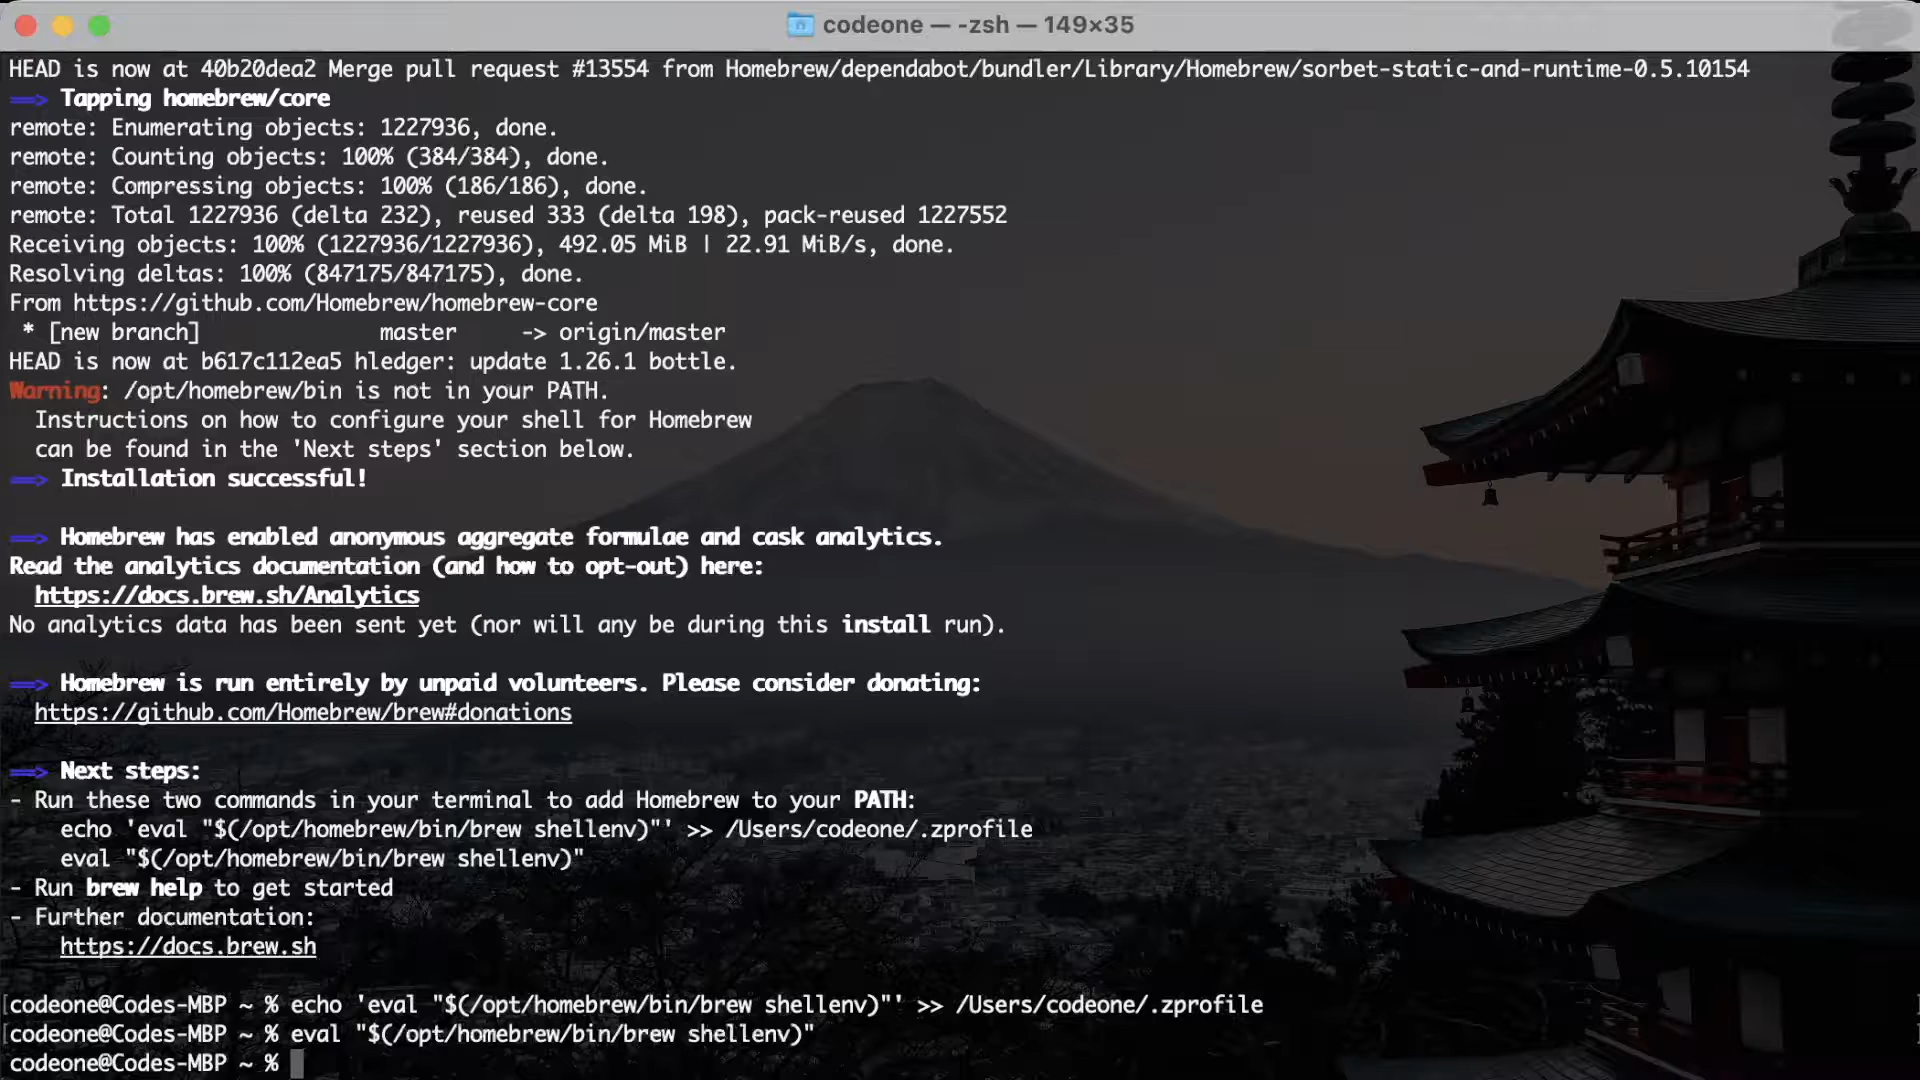 codeone — -zsh — 149×35
HEAD is now at 40b20dea2 Merge pull request #13554 from Homebrew/dependabot/bundler/Library/Homebrew/sorbet-static-and-runtime-0.5.10154
==> Tapping homebrew/core
remote: Enumerating objects: 1227936, done.
remote: Counting objects: 100% (384/384), done.
remote: Compressing objects: 100% (186/186), done.
remote: Total 1227936 (delta 232), reused 333 (delta 198), pack-reused 1227552
Receiving objects: 100% (1227936/1227936), 492.05 MiB | 22.91 MiB/s, done.
Resolving deltas: 100% (847175/847175), done.
From https://github.com/Homebrew/homebrew-core
 * [new branch]              master     -> origin/master
HEAD is now at b617c112ea5 hledger: update 1.26.1 bottle.
Warning: /opt/homebrew/bin is not in your PATH.
  Instructions on how to configure your shell for Homebrew
  can be found in the 'Next steps' section below.
==> Installation successful!
==> Homebrew has enabled anonymous aggregate formulae and cask analytics.
Read the analytics documentation (and how to opt-out) here:
  https://docs.brew.sh/Analytics
No analytics data has been sent yet (nor will any be during this install run).
==> Homebrew is run entirely by unpaid volunteers. Please consider donating:
  https://github.com/Homebrew/brew#donations
==> Next steps:
- Run these two commands in your terminal to add Homebrew to your PATH:
    echo 'eval "$(/opt/homebrew/bin/brew shellenv)"' >> /Users/codeone/.zprofile
    eval "$(/opt/homebrew/bin/brew shellenv)"
- Run brew help to get started
- Further documentation:
    https://docs.brew.sh
[codeone@Codes-MBP ~ % echo 'eval "$(/opt/homebrew/bin/brew shellenv)"' >> /Users/codeone/.zprofile
[codeone@Codes-MBP ~ % eval "$(/opt/homebrew/bin/brew shellenv)"
codeone@Codes-MBP ~ %